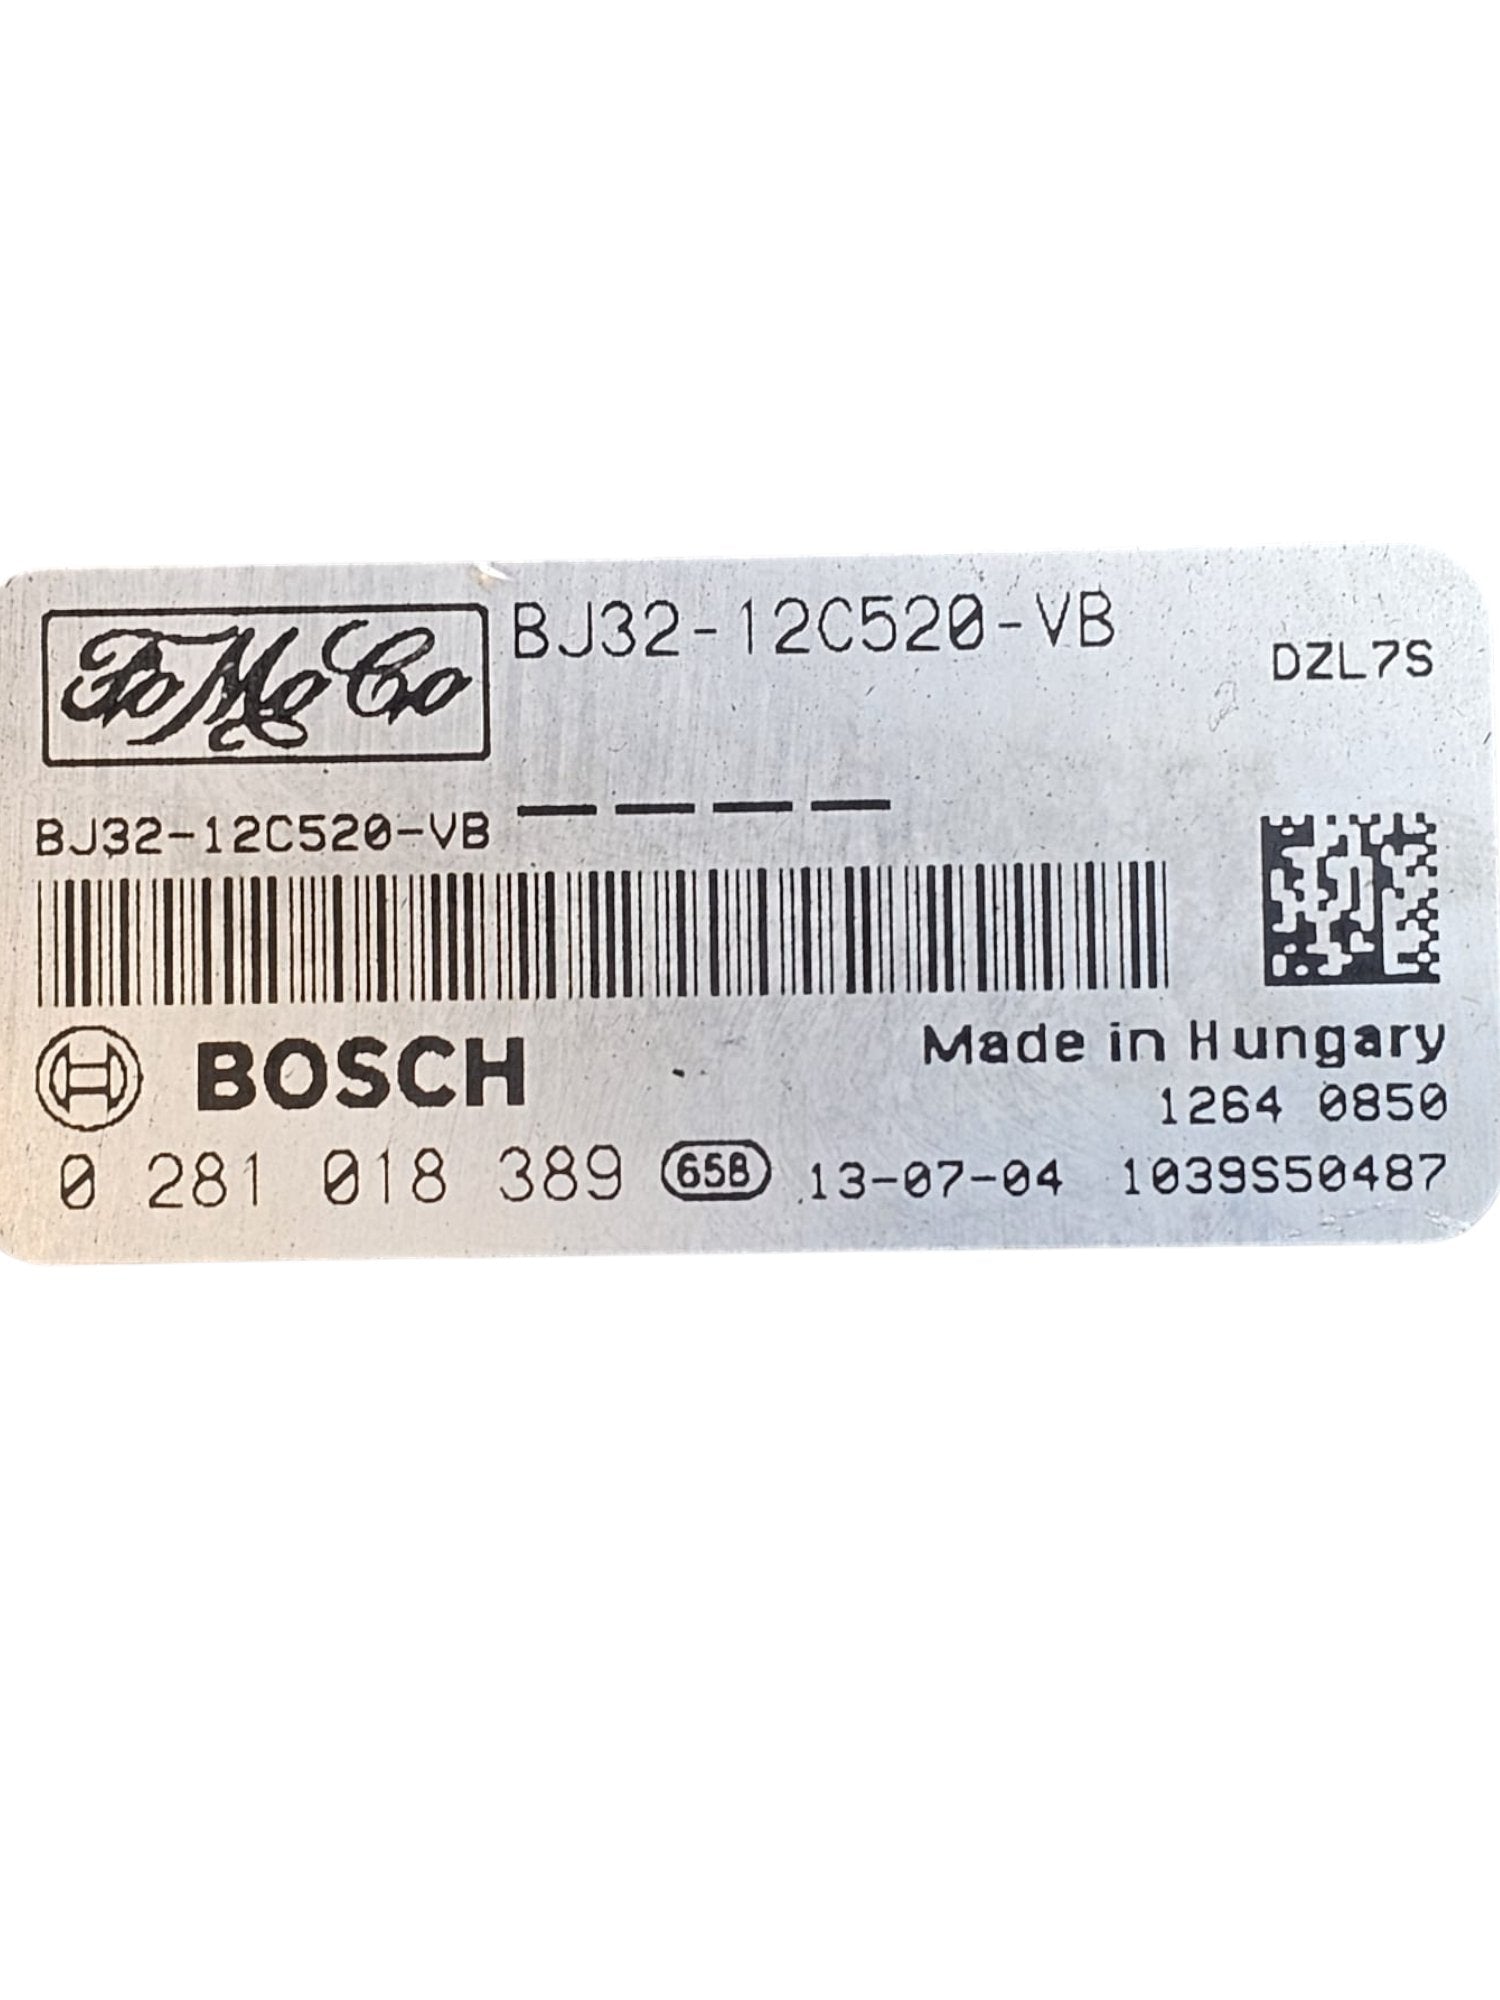 FoMoCo BJ32-12C520-VB DZL7S
BJ32-12C520-VB
BOSCH Made in Hungary
1264 0850
0 281 018 389 65B 13-07-04 1039S50487